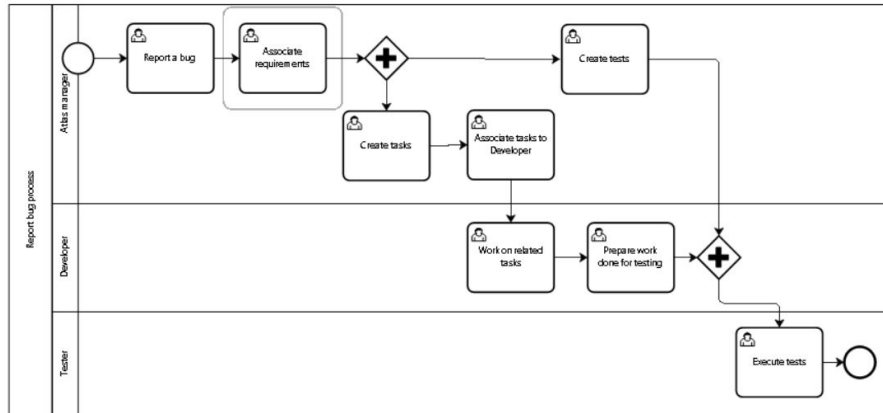 Report bug process
Atlas manager
Report a bug
Associate
requirements
Create tests
Create tasks
Associate tasks to
Developer
Developer
Work on related
tasks
Prepare work
done for testing
Tester
Execute tests